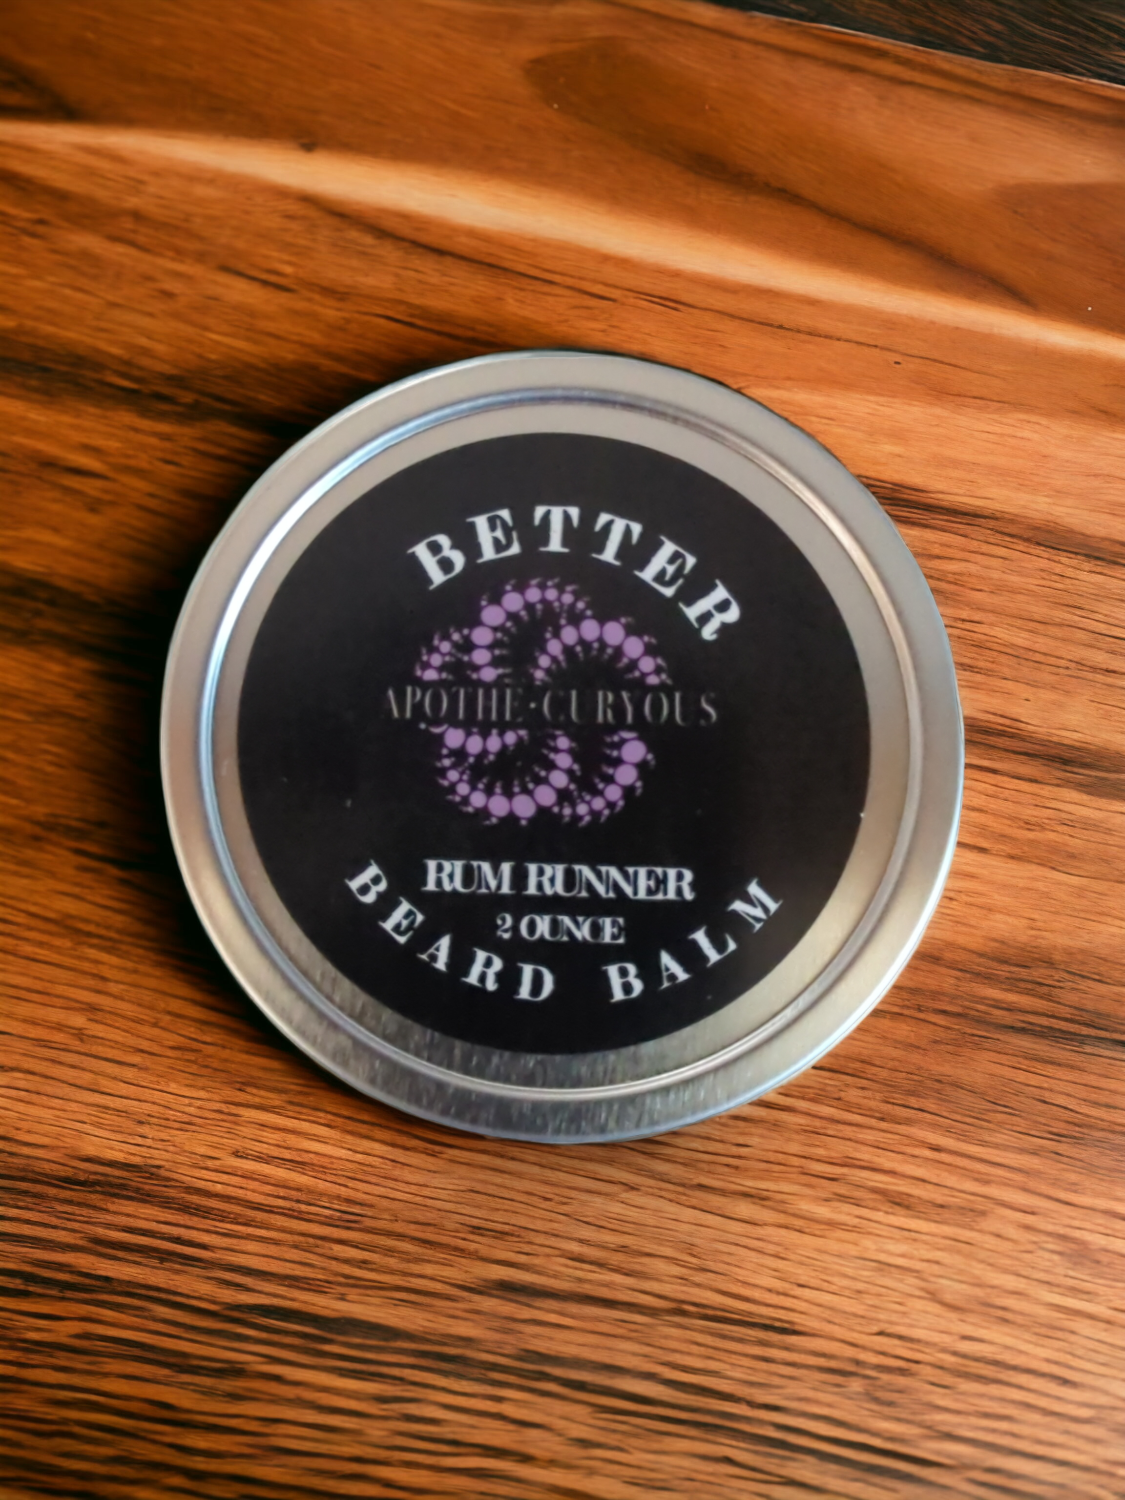 BETTER
APOTHE·CURYOUS
RUM RUNNER
2 OUNCE
BEARD BALM